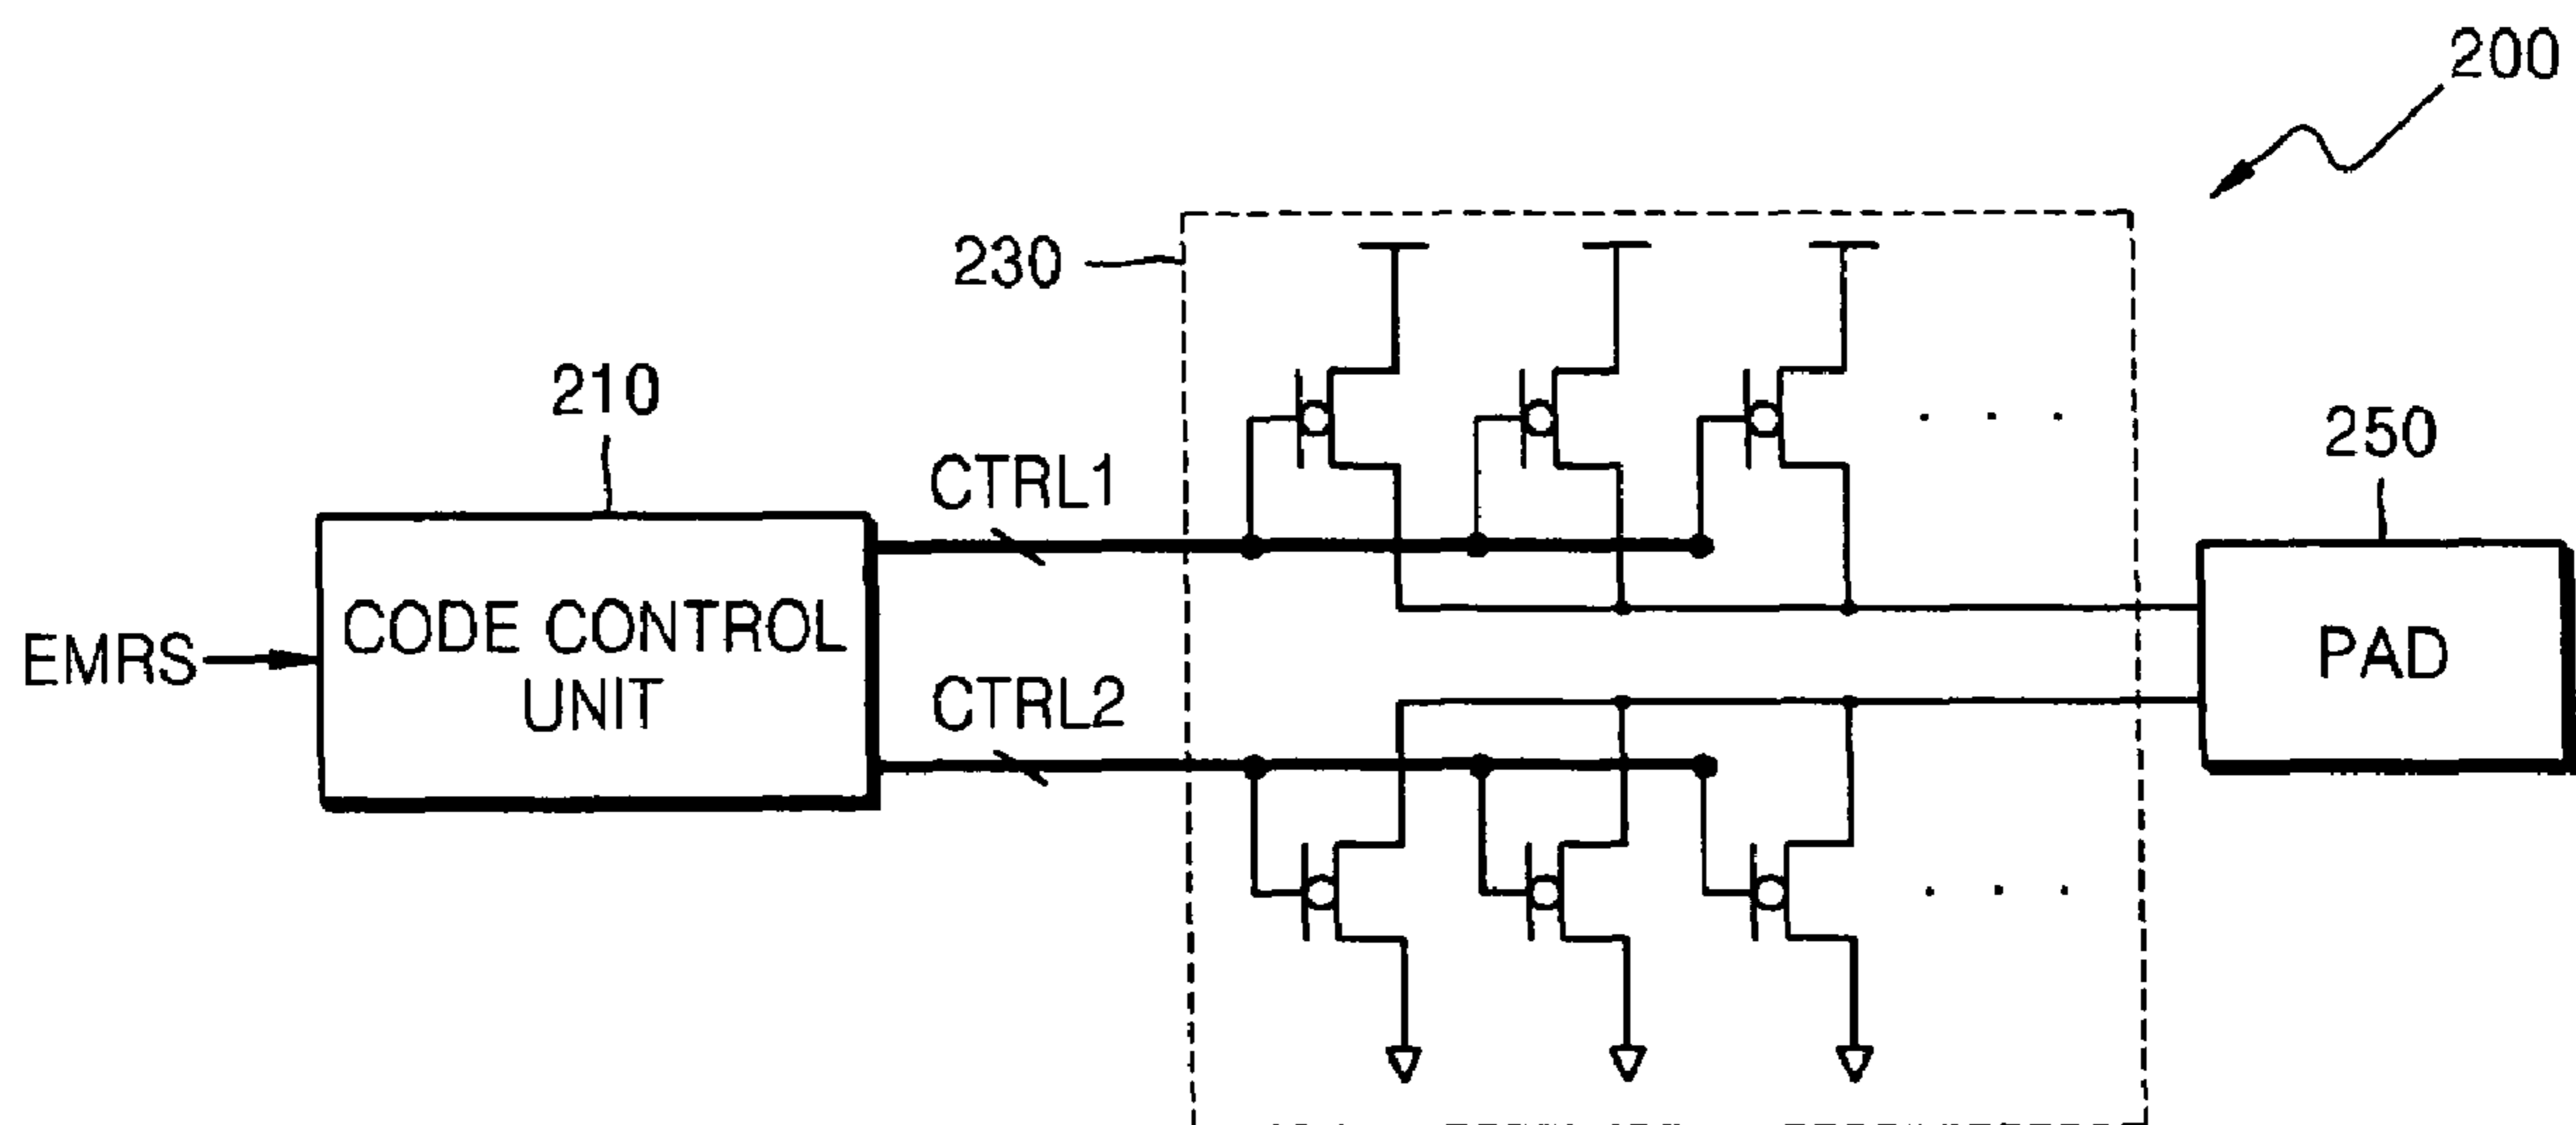 200
230
210
CTRL1
250
EMRS
CODE CONTROL
UNIT
PAD
CTRL2